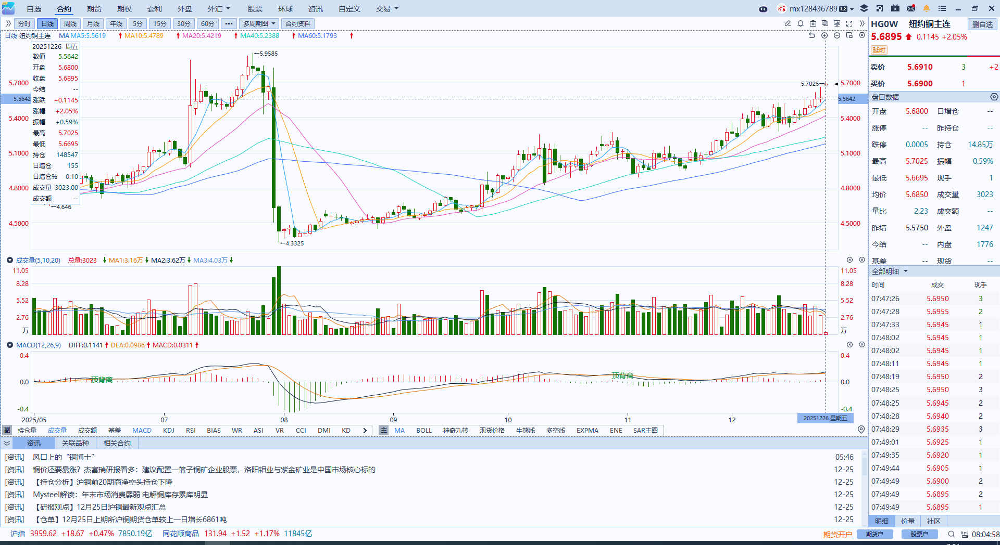 自选 合约 期货 期权 套利 外盘 外汇 股票 环球 资讯 自定义 交易 mx128436789 L2
分时 日线 周线 月线 年线 5分 15分 30分 60分 ••• 多周期图 合约资料
日线 纽约铜主连 MA MA5:5.5619 MA10:5.4789 MA20:5.4219 MA40:5.2388 MA60:5.1793
20251226 周五
数值 5.5642
开盘 5.6800
收盘 5.6895
今结 --
涨跌 +0.1145
涨幅 +2.05%
振幅 +0.59%
最高 5.7025
最低 5.6695
持仓 148547
日增仓 155
日增仓% 0.10
成交量 3023.00
成交额 --
5.7000
5.5642
5.4000
5.1000
4.8000
4.5000
5.9585
4.646
4.3325
5.7025
5.7000
5.5642
5.4000
5.1000
4.8000
4.5000
成交量(5,10,20) 总量:3023 MA1:3.16万 MA2:3.62万 MA3:4.03万
11.05
8.28
5.52
2.76
万
11.05
8.28
5.52
2.76
万
MACD(12,26,9) DIFF:0.1141 DEA:0.0986 MACD:0.0311
0.4
0.0
-0.4
顶背离
顶背离
0.4
0.0
-0.4
2025/05 07 08 09 10 11 12 20251226 星期五
副 持仓量 成交量 成交额 基差 MACD KDJ RSI BIAS WR ASI VR CCI DMI KD
主 MA BOLL 神奇九转 现货价格 牛熊线 多空线 EXPMA ENE SAR主图
资讯 关联品种 相关合约
[资讯] 风口上的“铜博士” 05:46
[资讯] 铜价还要暴涨？杰富瑞研报看多：建议配置一篮子铜矿企业股票，洛阳钼业与紫金矿业是中国市场核心标的 12-25
[资讯] 【持仓分析】沪铜前20期商净空头持仓下降 12-25
[资讯] Mysteel解读：年末市场消费孱弱 电解铜库存累库明显 12-25
[资讯] 【研报观点】12月25日沪铜最新观点汇总 12-25
[资讯] 【仓单】12月25日上期所沪铜期货仓单较上一日增长6861吨 12-25
沪指 3959.62 +18.67 +0.47% 7850.19亿 同花顺商品 131.94 +1.52 +1.17% 11845亿
期货开户 期货户 股票户 08:04:58
HG0W 纽约铜主连 删自选
5.6895 0.1145 +2.05%
延时
卖价 5.6910 3 +2
买价 5.6900 1
盘口数据
开盘 5.6800 日增仓 --
涨停 -- 昨持仓 --
跌停 0.0005 持仓 14.85万
最高 5.7025 振幅 0.59%
最低 5.6695 现手 1
均价 5.6850 成交量 3023
量比 2.23 成交额 --
昨结 5.5750 外盘 1247
今结 -- 内盘 1776
基差 -- 现货 --
全部明细
时间 成交 现手
07:47:26 5.6950 3
07:47:28 5.6955 2
07:47:33 5.6945 1
07:48:02 5.6945 1
07:48:02 5.6945 1
07:48:11 5.6945 1
07:48:19 5.6950 2
07:48:25 5.6950 3
07:48:25 5.6945 2
07:48:28 5.6940 2
07:48:29 5.6935 3
07:49:01 5.6925 1
07:49:35 5.6920 1
07:49:44 5.6905 1
07:49:49 5.6900 2
07:49:49 5.6895 2
07:49:49 5.6895 1
明细 价量 社区